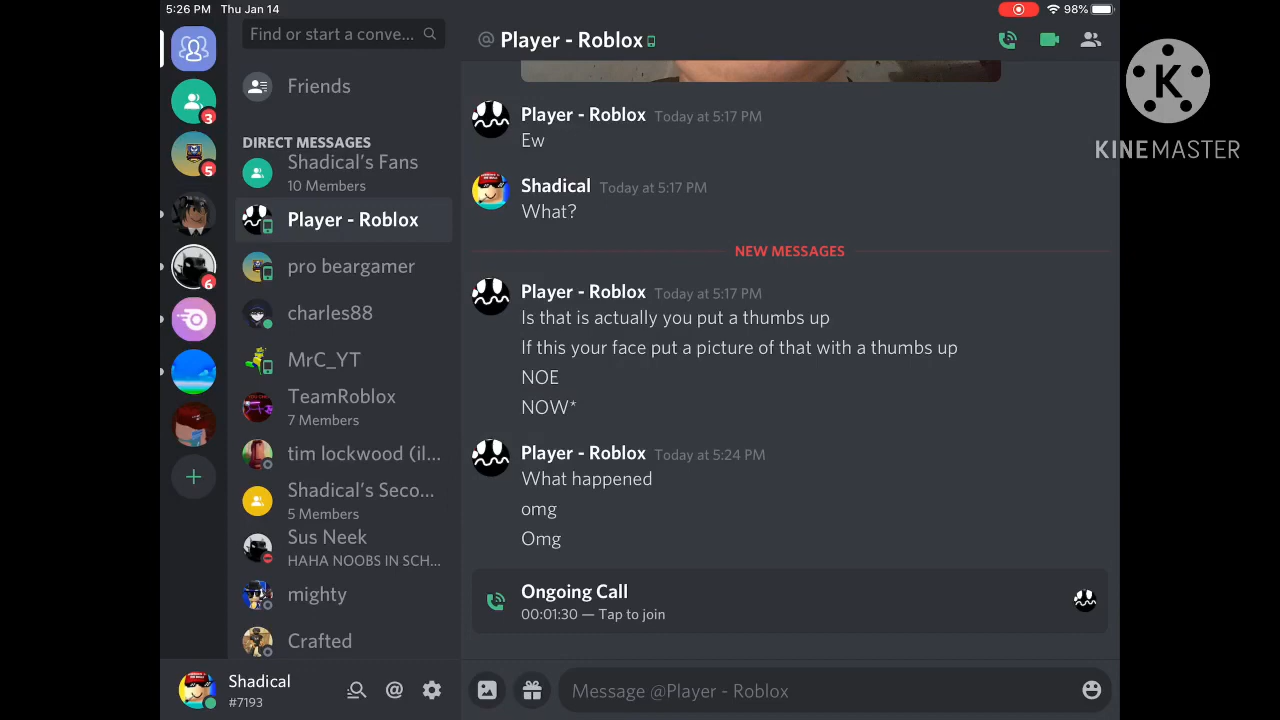 5:26 PM Thu Jan 14
98%
Find or start a conve...
@ Player - Roblox
K
KINEMASTER
Friends
DIRECT MESSAGES
Shadical's Fans
10 Members
Player - Roblox
pro beargamer
charles88
MrC_YT
TeamRoblox
7 Members
tim lockwood (il...
Shadical's Seco...
5 Members
Sus Neek
HAHA NOOBS IN SCH...
mighty
Crafted
3
5
6
Shadical
#7193
Player - Roblox Today at 5:17 PM
Ew
Shadical Today at 5:17 PM
What?
NEW MESSAGES
Player - Roblox Today at 5:17 PM
Is that is actually you put a thumbs up
If this your face put a picture of that with a thumbs up
NOE
NOW*
Player - Roblox Today at 5:24 PM
What happened
omg
Omg
Ongoing Call
00:01:30 — Tap to join
Message @Player - Roblox